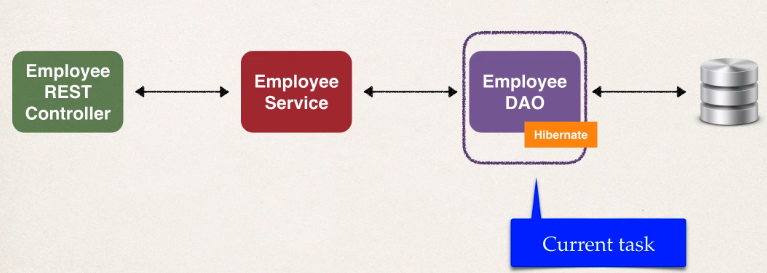 Employee
REST
Controller
Employee
Service
Employee
DAO
Hibernate
Current task